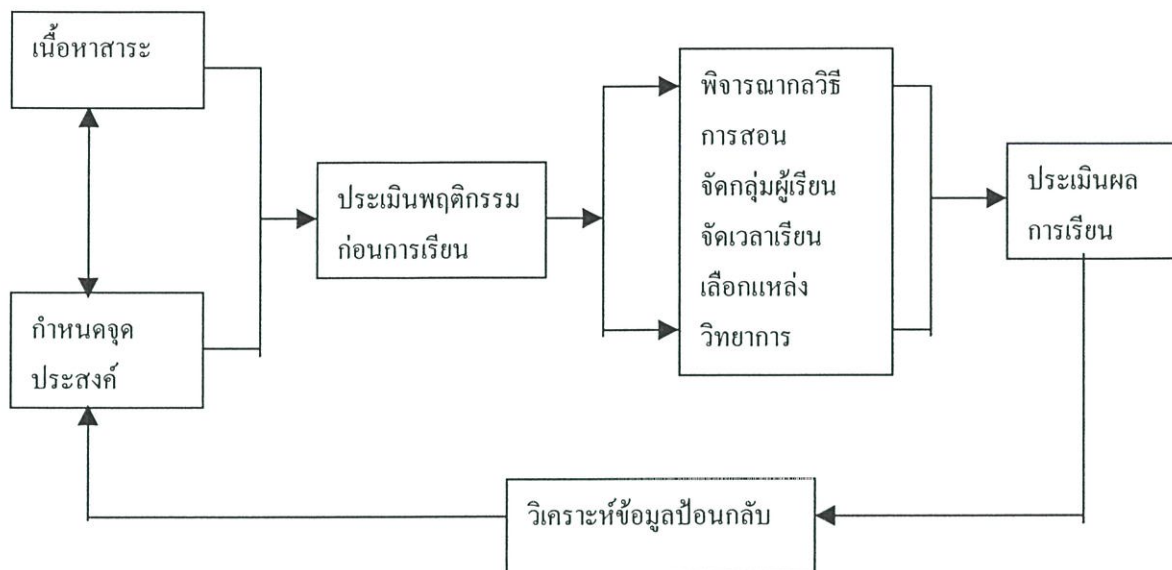 เนื้อหาสาระ
กำหนดจุด
ประสงค์
ประเมินพฤติกรรม
ก่อนการเรียน
พิจารณากลวิธี
การสอน
จัดกลุ่มผู้เรียน
จัดเวลาเรียน
เลือกแหล่ง
วิทยาการ
ประเมินผล
การเรียน
วิเคราะห์ข้อมูลป้อนกลับ